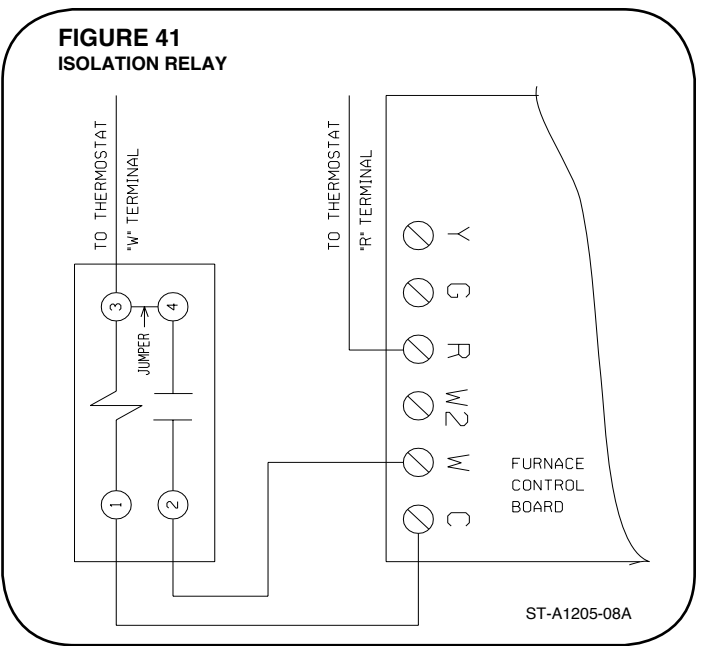 FIGURE 41
ISOLATION RELAY
TO THERMOSTAT
"W" TERMINAL
TO THERMOSTAT
"R" TERMINAL
3
4
JUMPER
1
2
Y
G
R
W2
W
C
FURNACE
CONTROL
BOARD
ST-A1205-08A